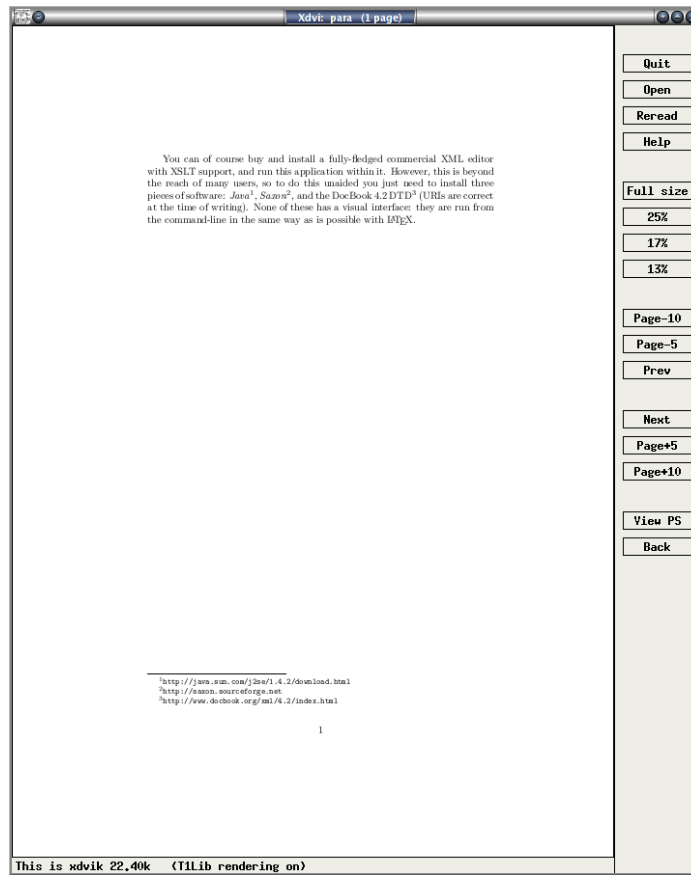 Xdvi: para (1 page)
You can of course buy and install a fully-fledged commercial XML editor
with XSLT support, and run this application within it. However, this is beyond
the reach of many users, so to do this unaided you just need to install three
pieces of software: Java¹, Saxon², and the DocBook 4.2 DTD³ (URIs are correct
at the time of writing). None of these has a visual interface: they are run from
the command-line in the same way as is possible with LATEX.
¹http://java.sun.com/j2se/1.4.2/download.html
²http://saxon.sourceforge.net
³http://www.docbook.org/xml/4.2/index.html
1
Quit
Open
Reread
Help
Full size
25%
17%
13%
Page-10
Page-5
Prev
Next
Page+5
Page+10
View PS
Back
This is xdvik 22.40k (T1Lib rendering on)